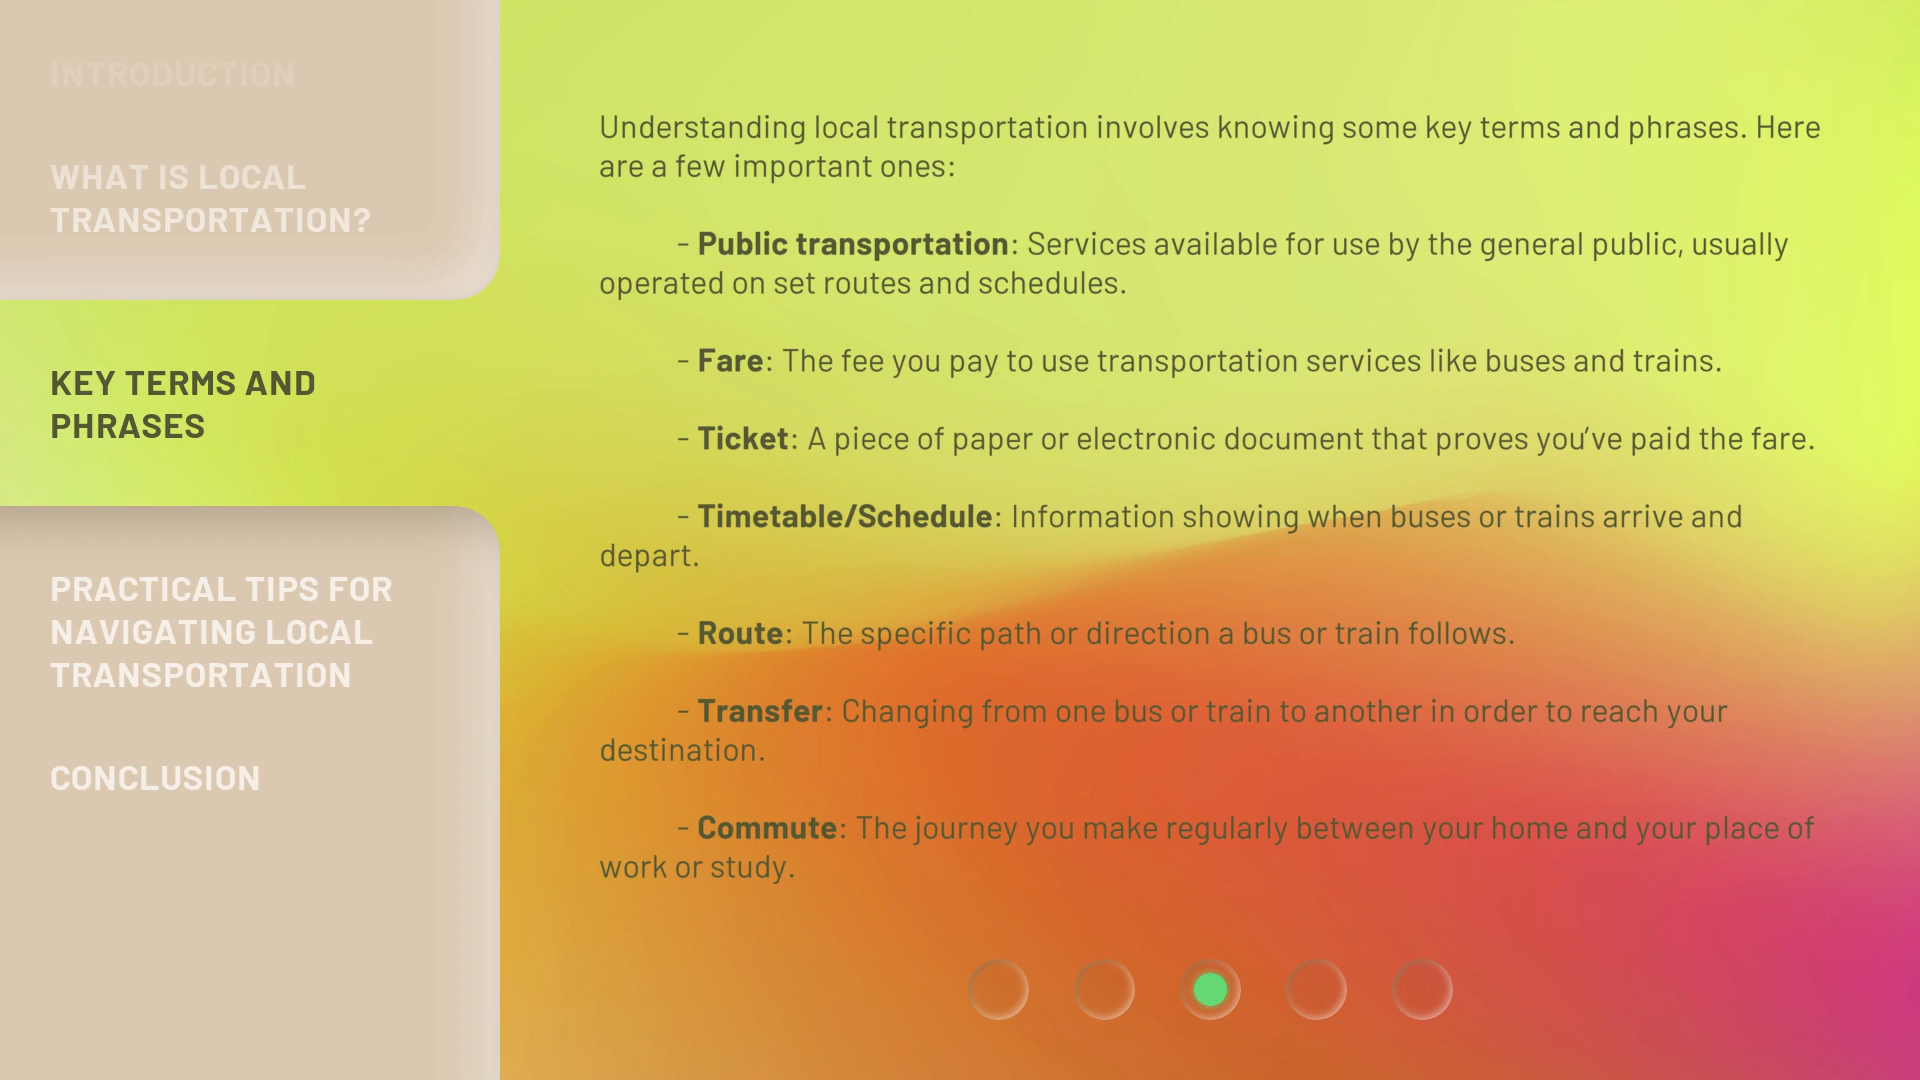 INTRODUCTION
WHAT IS LOCAL
TRANSPORTATION?
KEY TERMS AND
PHRASES
PRACTICAL TIPS FOR
NAVIGATING LOCAL
TRANSPORTATION
CONCLUSION
Understanding local transportation involves knowing some key terms and phrases. Here
are a few important ones:
- Public transportation: Services available for use by the general public, usually
operated on set routes and schedules.
- Fare: The fee you pay to use transportation services like buses and trains.
- Ticket: A piece of paper or electronic document that proves you’ve paid the fare.
- Timetable/Schedule: Information showing when buses or trains arrive and
depart.
- Route: The specific path or direction a bus or train follows.
- Transfer: Changing from one bus or train to another in order to reach your
destination.
- Commute: The journey you make regularly between your home and your place of
work or study.